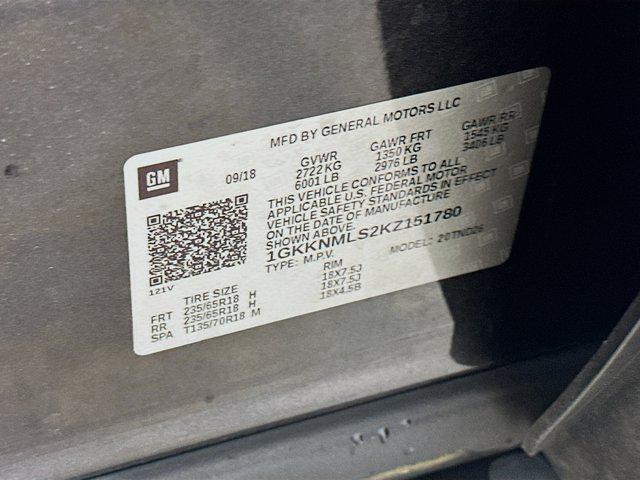 MFD BY GENERAL MOTORS LLC
GM
09/18
GVWR GAWR FRT GAWR RR
2722 KG 1350 KG 1545 KG
6001 LB 2976 LB 3406 LB
THIS VEHICLE CONFORMS TO ALL
APPLICABLE U.S. FEDERAL MOTOR
VEHICLE SAFETY STANDARDS IN EFFECT
ON THE DATE OF MANUFACTURE
SHOWN ABOVE.
1GKKNMLS2KZ151780
TYPE: M.P.V. MODEL: 20TND26
121V
TIRE SIZE RIM
FRT 235/65R18 H 18X7.5J
RR 235/65R18 H 18X7.5J
SPA T135/70R18 M 18X4.5B